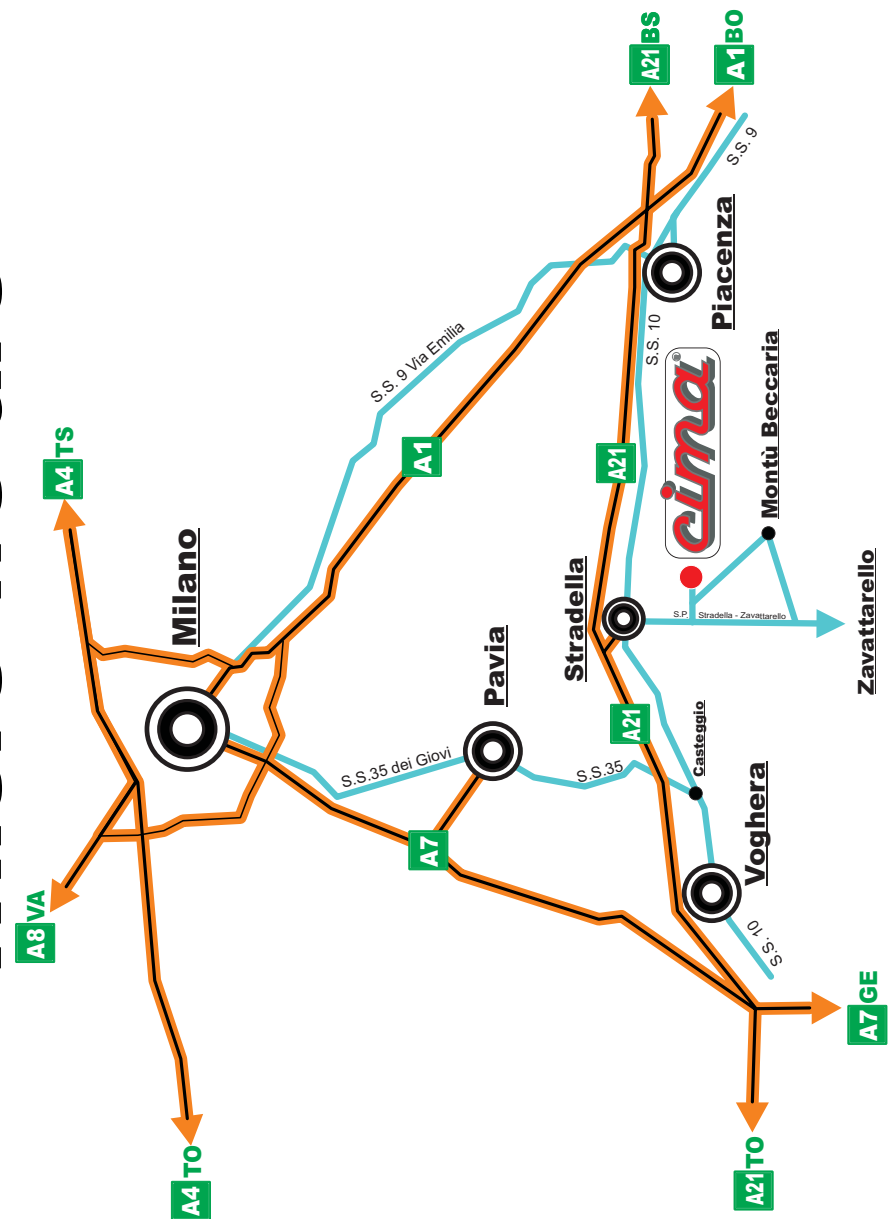 A4 TS
A8 VA
A4 TO
Milano
S.S. 9 Via Emilia
A1
A21 BS
A1 BO
S.S. 9
Piacenza
S.S. 10
A21
cima®
Montù Beccaria
Stradella
S.P. Stradella - Zavattarello
Zavattarello
Pavia
S.S.35 dei Giovi
S.S.35
A7
A21
Casteggio
Voghera
S.S. 10
A7 GE
A21 TO